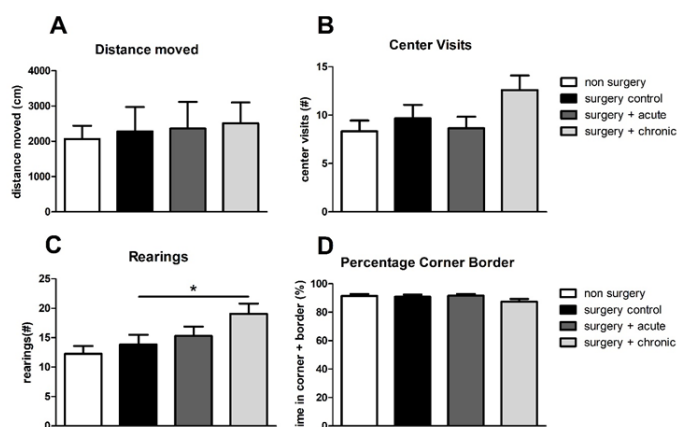 A
Distance moved
distance moved (cm)
4000
3000
2000
1000
0
B
Center Visits
center visits (#)
15
10
5
0
non surgery
surgery control
surgery + acute
surgery + chronic
C
Rearings
rearings(#)
25
20
15
10
5
0
*
D
Percentage Corner Border
ime in corner + border (%)
100
80
60
40
20
0
non surgery
surgery control
surgery + acute
surgery + chronic